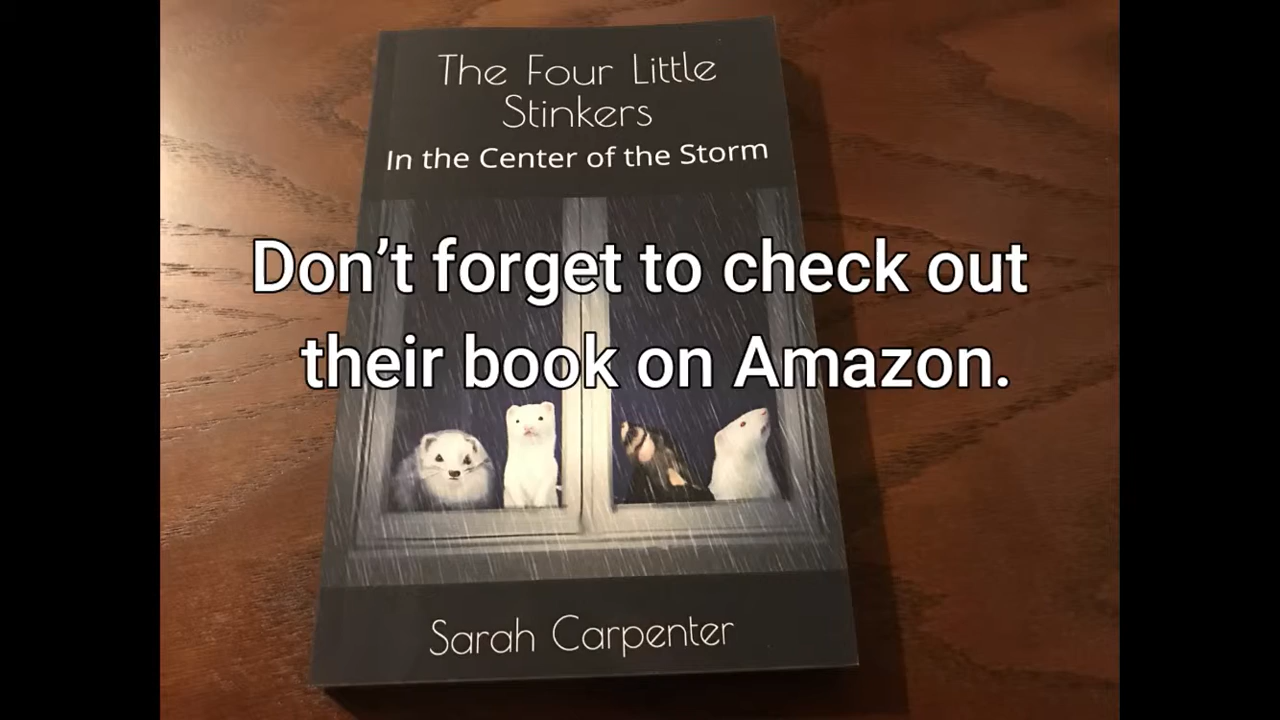 The Four Little
Stinkers
In the Center of the Storm
Don’t forget to check out
their book on Amazon.
Sarah Carpenter